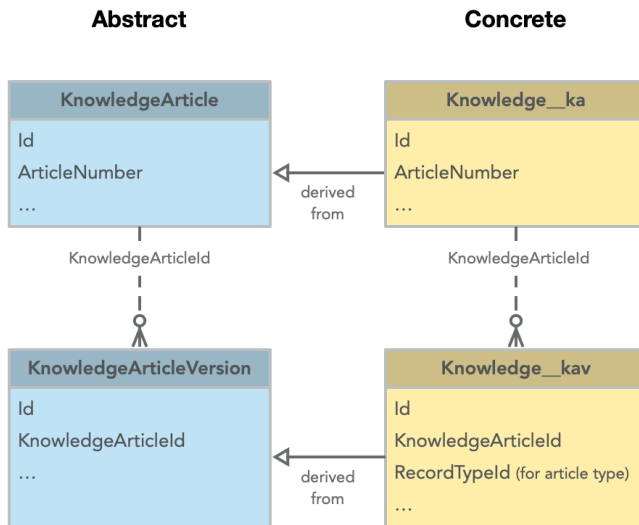 Abstract
Concrete
KnowledgeArticle
Id
ArticleNumber
...
Knowledge__ka
Id
ArticleNumber
...
derived
from
KnowledgeArticleId
KnowledgeArticleId
KnowledgeArticleVersion
Id
KnowledgeArticleId
...
Knowledge__kav
Id
KnowledgeArticleId
RecordTypeId (for article type)
...
derived
from